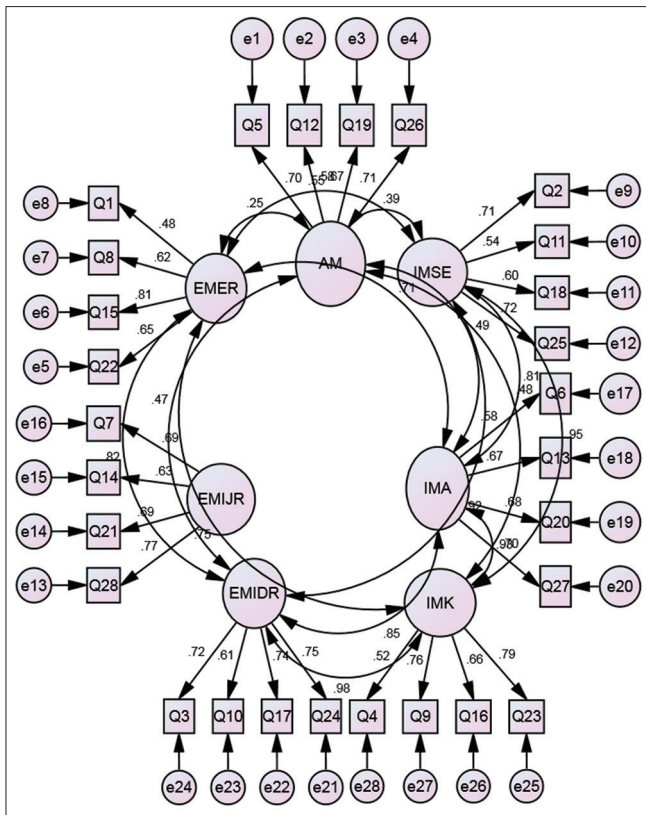 e1 e2 e3 e4
Q5 Q12 Q19 Q26
.70 .55 .67 .71
e8 Q1
.25 .39
Q2 e9
.48 .71
e7 Q8
.62 .54
Q11 e10
AM
EMER
IMSE
.71
.60
Q18 e11
e6 Q15
.81
.72
.65 .49
Q25 e12
e5 Q22
.81
.48
Q6 e17
.47
.58
e16 Q7
.69
.95
.82 .67
Q13 e18
e15 Q14
.63
EMIJR
IMA
.69
.68
e14 Q21
Q20 e19
.75
.77
e13 Q28
Q27 e20
EMIDR
IMK
.85
.72 .61 .74 .75 .52 .76 .66 .79
.98
Q3 Q10 Q17 Q24 Q4 Q9 Q16 Q23
e24 e23 e22 e21 e28 e27 e26 e25